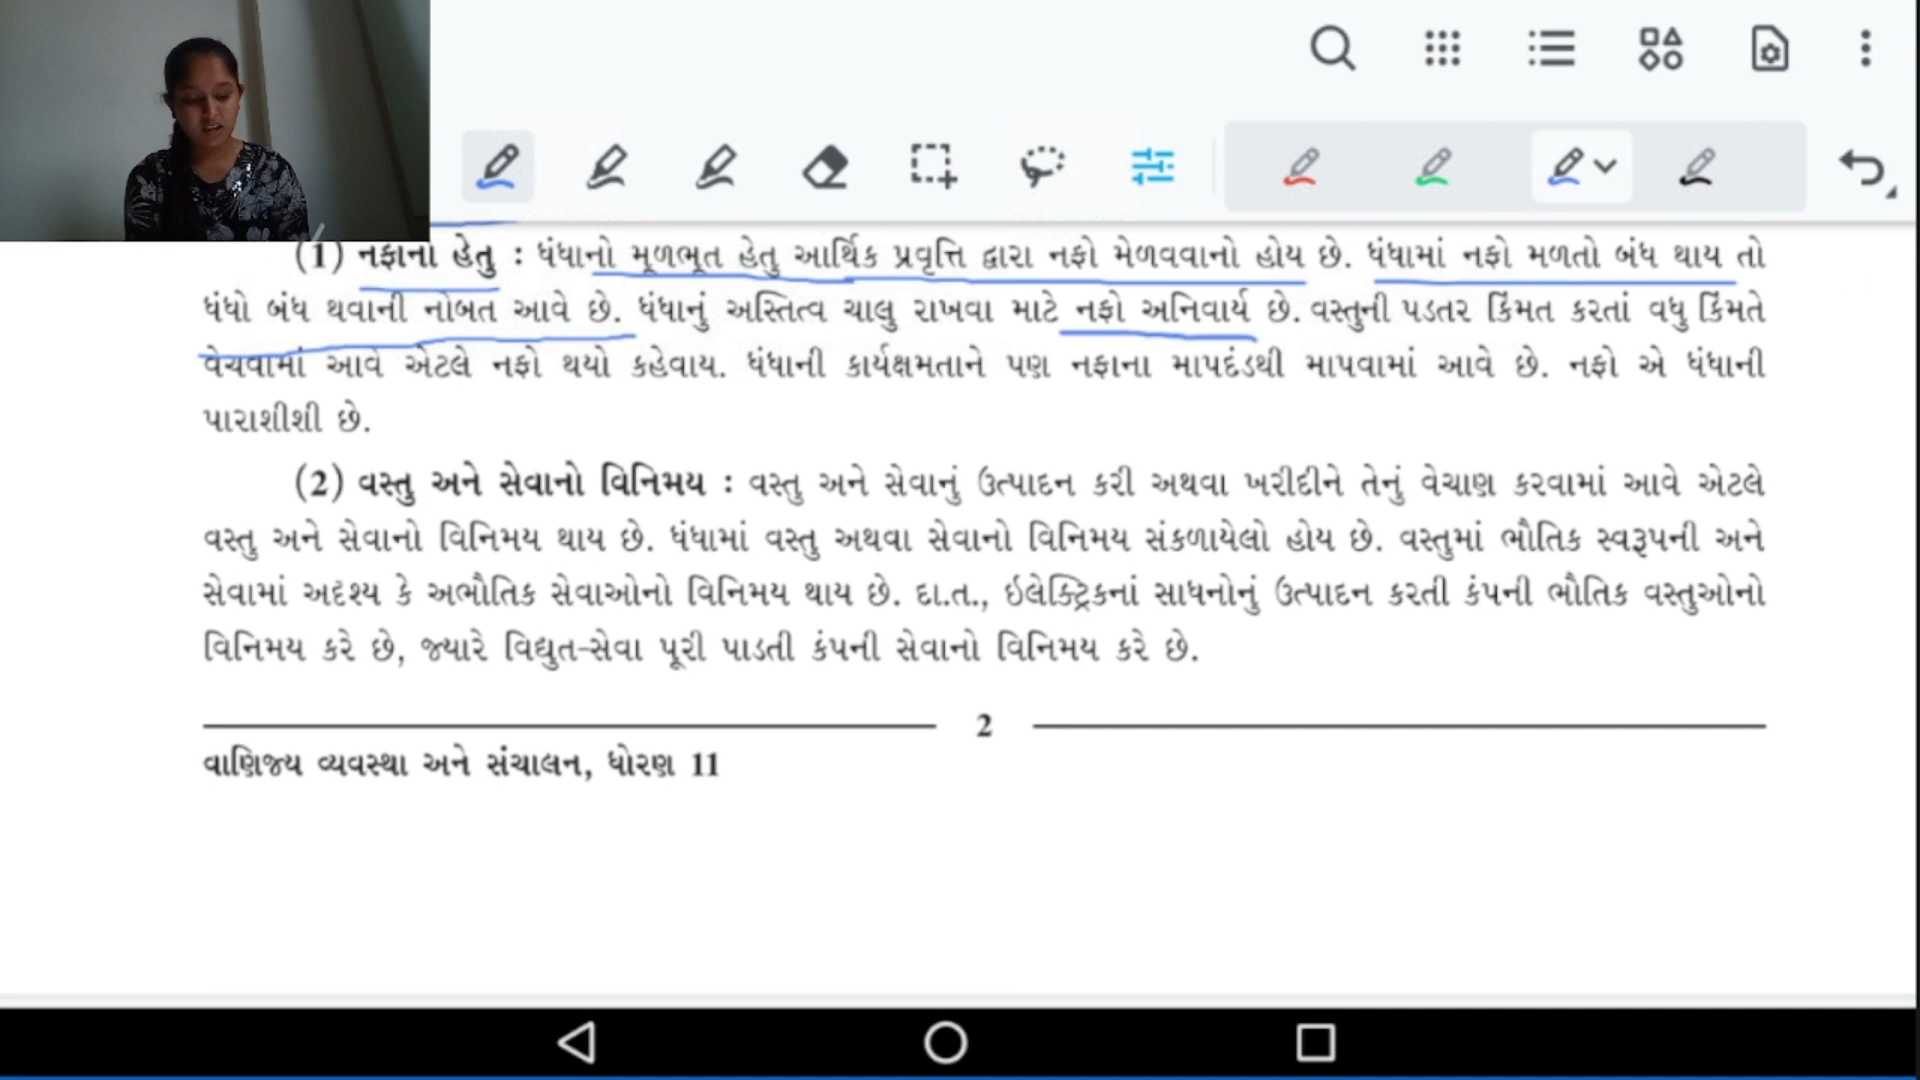 (1) નફાનો હેતુ : ધંધાનો મૂળભૂત હેતુ આર્થિક પ્રવૃત્તિ દ્વારા નફો મેળવવાનો હોય છે. ધંધામાં નફો મળતો બંધ થાય તો
ધંધો બંધ થવાની નોબત આવે છે. ધંધાનું અસ્તિત્વ ચાલુ રાખવા માટે નફો અનિવાર્ય છે. વસ્તુની પડતર કિંમત કરતાં વધુ કિંમતે
વેચવામાં આવે એટલે નફો થયો કહેવાય. ધંધાની કાર્યક્ષમતાને પણ નફાના માપદંડથી માપવામાં આવે છે. નફો એ ધંધાની
પારાશીશી છે.
(2) વસ્તુ અને સેવાનો વિનિમય : વસ્તુ અને સેવાનું ઉત્પાદન કરી અથવા ખરીદીને તેનું વેચાણ કરવામાં આવે એટલે
વસ્તુ અને સેવાનો વિનિમય થાય છે. ધંધામાં વસ્તુ અથવા સેવાનો વિનિમય સંકળાયેલો હોય છે. વસ્તુમાં ભૌતિક સ્વરૂપની અને
સેવામાં અદૃશ્ય કે અભૌતિક સેવાઓનો વિનિમય થાય છે. દા.ત., ઇલેક્ટ્રિકનાં સાધનોનું ઉત્પાદન કરતી કંપની ભૌતિક વસ્તુઓનો
વિનિમય કરે છે, જ્યારે વિદ્યુત-સેવા પૂરી પાડતી કંપની સેવાનો વિનિમય કરે છે.
2
વાણિજ્ય વ્યવસ્થા અને સંચાલન, ધોરણ 11